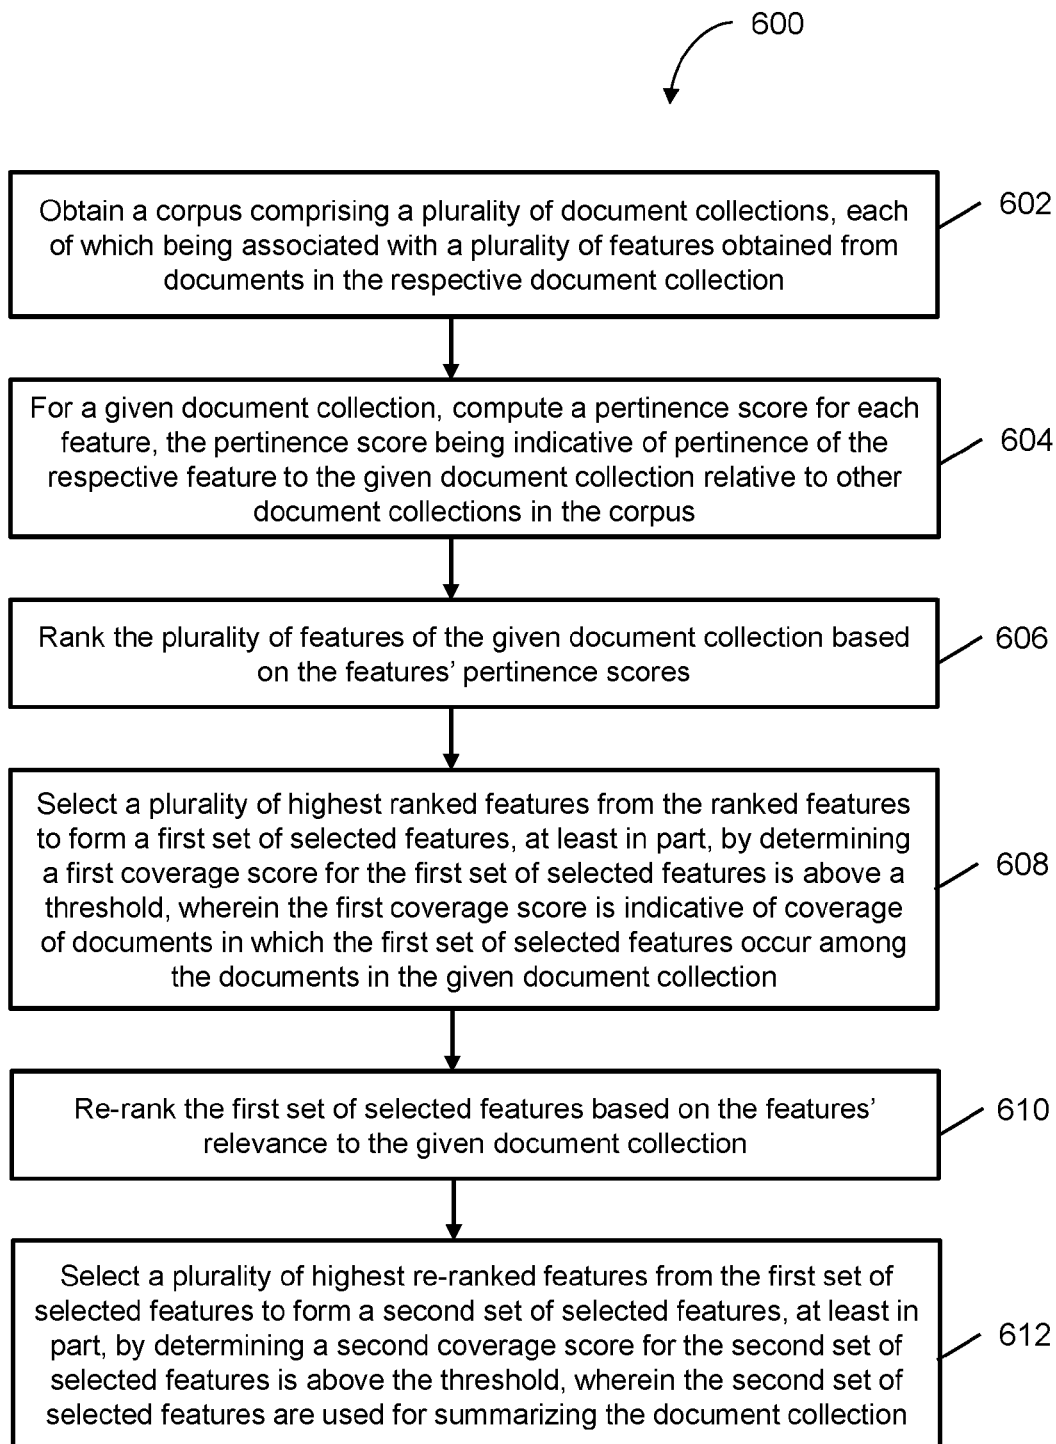 600
Obtain a corpus comprising a plurality of document collections, each
of which being associated with a plurality of features obtained from
documents in the respective document collection
602
For a given document collection, compute a pertinence score for each
feature, the pertinence score being indicative of pertinence of the
respective feature to the given document collection relative to other
document collections in the corpus
604
Rank the plurality of features of the given document collection based
on the features’ pertinence scores
606
Select a plurality of highest ranked features from the ranked features
to form a first set of selected features, at least in part, by determining
a first coverage score for the first set of selected features is above a
threshold, wherein the first coverage score is indicative of coverage
of documents in which the first set of selected features occur among
the documents in the given document collection
608
Re-rank the first set of selected features based on the features’
relevance to the given document collection
610
Select a plurality of highest re-ranked features from the first set of
selected features to form a second set of selected features, at least in
part, by determining a second coverage score for the second set of
selected features is above the threshold, wherein the second set of
selected features are used for summarizing the document collection
612